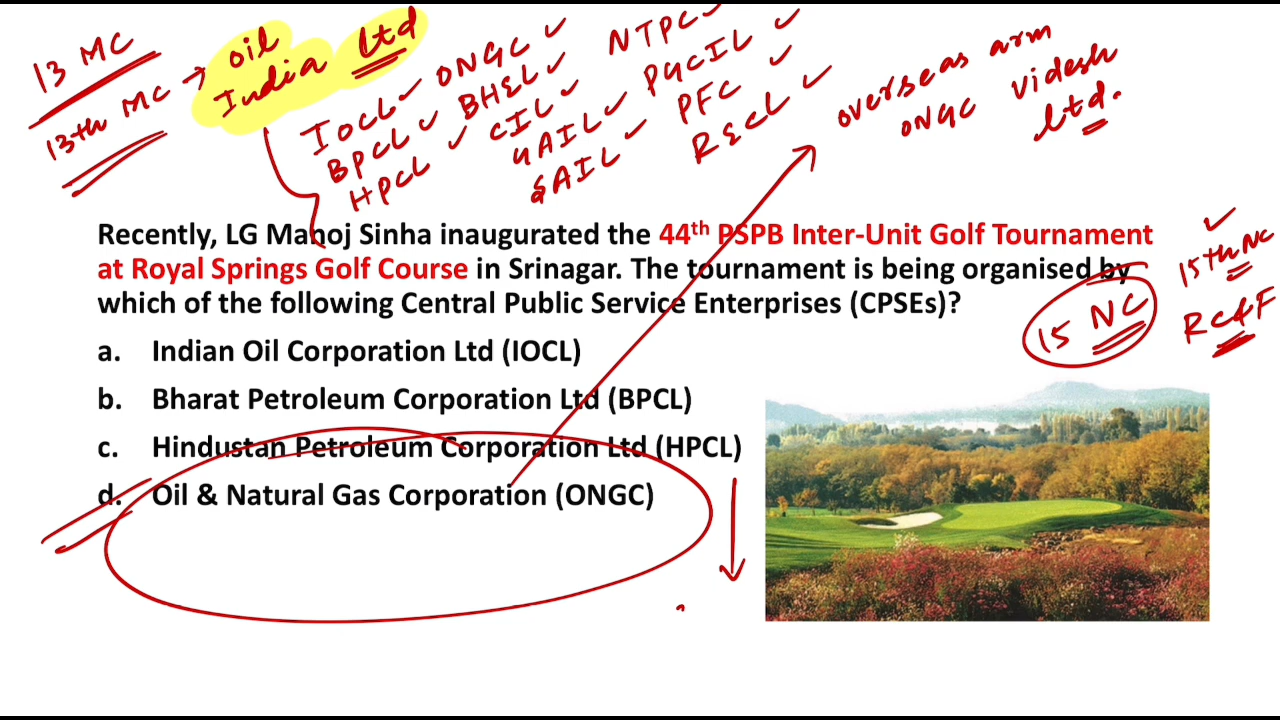 13 MC
13th MC → oil
India Ltd
IOCL ✓ ONGC ✓ NTPC ✓
BPCL ✓ BHEL ✓ PGCIL ✓
HPCL ✓ CIL ✓ PFC ✓
GAIL ✓ RECL ✓
SAIL ✓
overseas arm
ONGC Videsh
Ltd.
Recently, LG Manoj Sinha inaugurated the 44th PSPB Inter-Unit Golf Tournament
at Royal Springs Golf Course in Srinagar. The tournament is being organised by
which of the following Central Public Service Enterprises (CPSEs)?
15th NC
15 NC
RC&F
a. Indian Oil Corporation Ltd (IOCL)
b. Bharat Petroleum Corporation Ltd (BPCL)
c. Hindustan Petroleum Corporation Ltd (HPCL)
d. Oil & Natural Gas Corporation (ONGC)